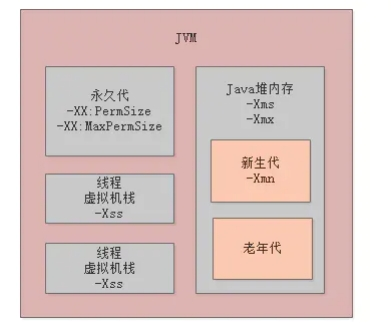 JVM
永久代
-XX:PermSize
-XX:MaxPermSize
线程
虚拟机栈
-Xss
线程
虚拟机栈
-Xss
Java堆内存
-Xms
-Xmx
新生代
-Xmn
老年代